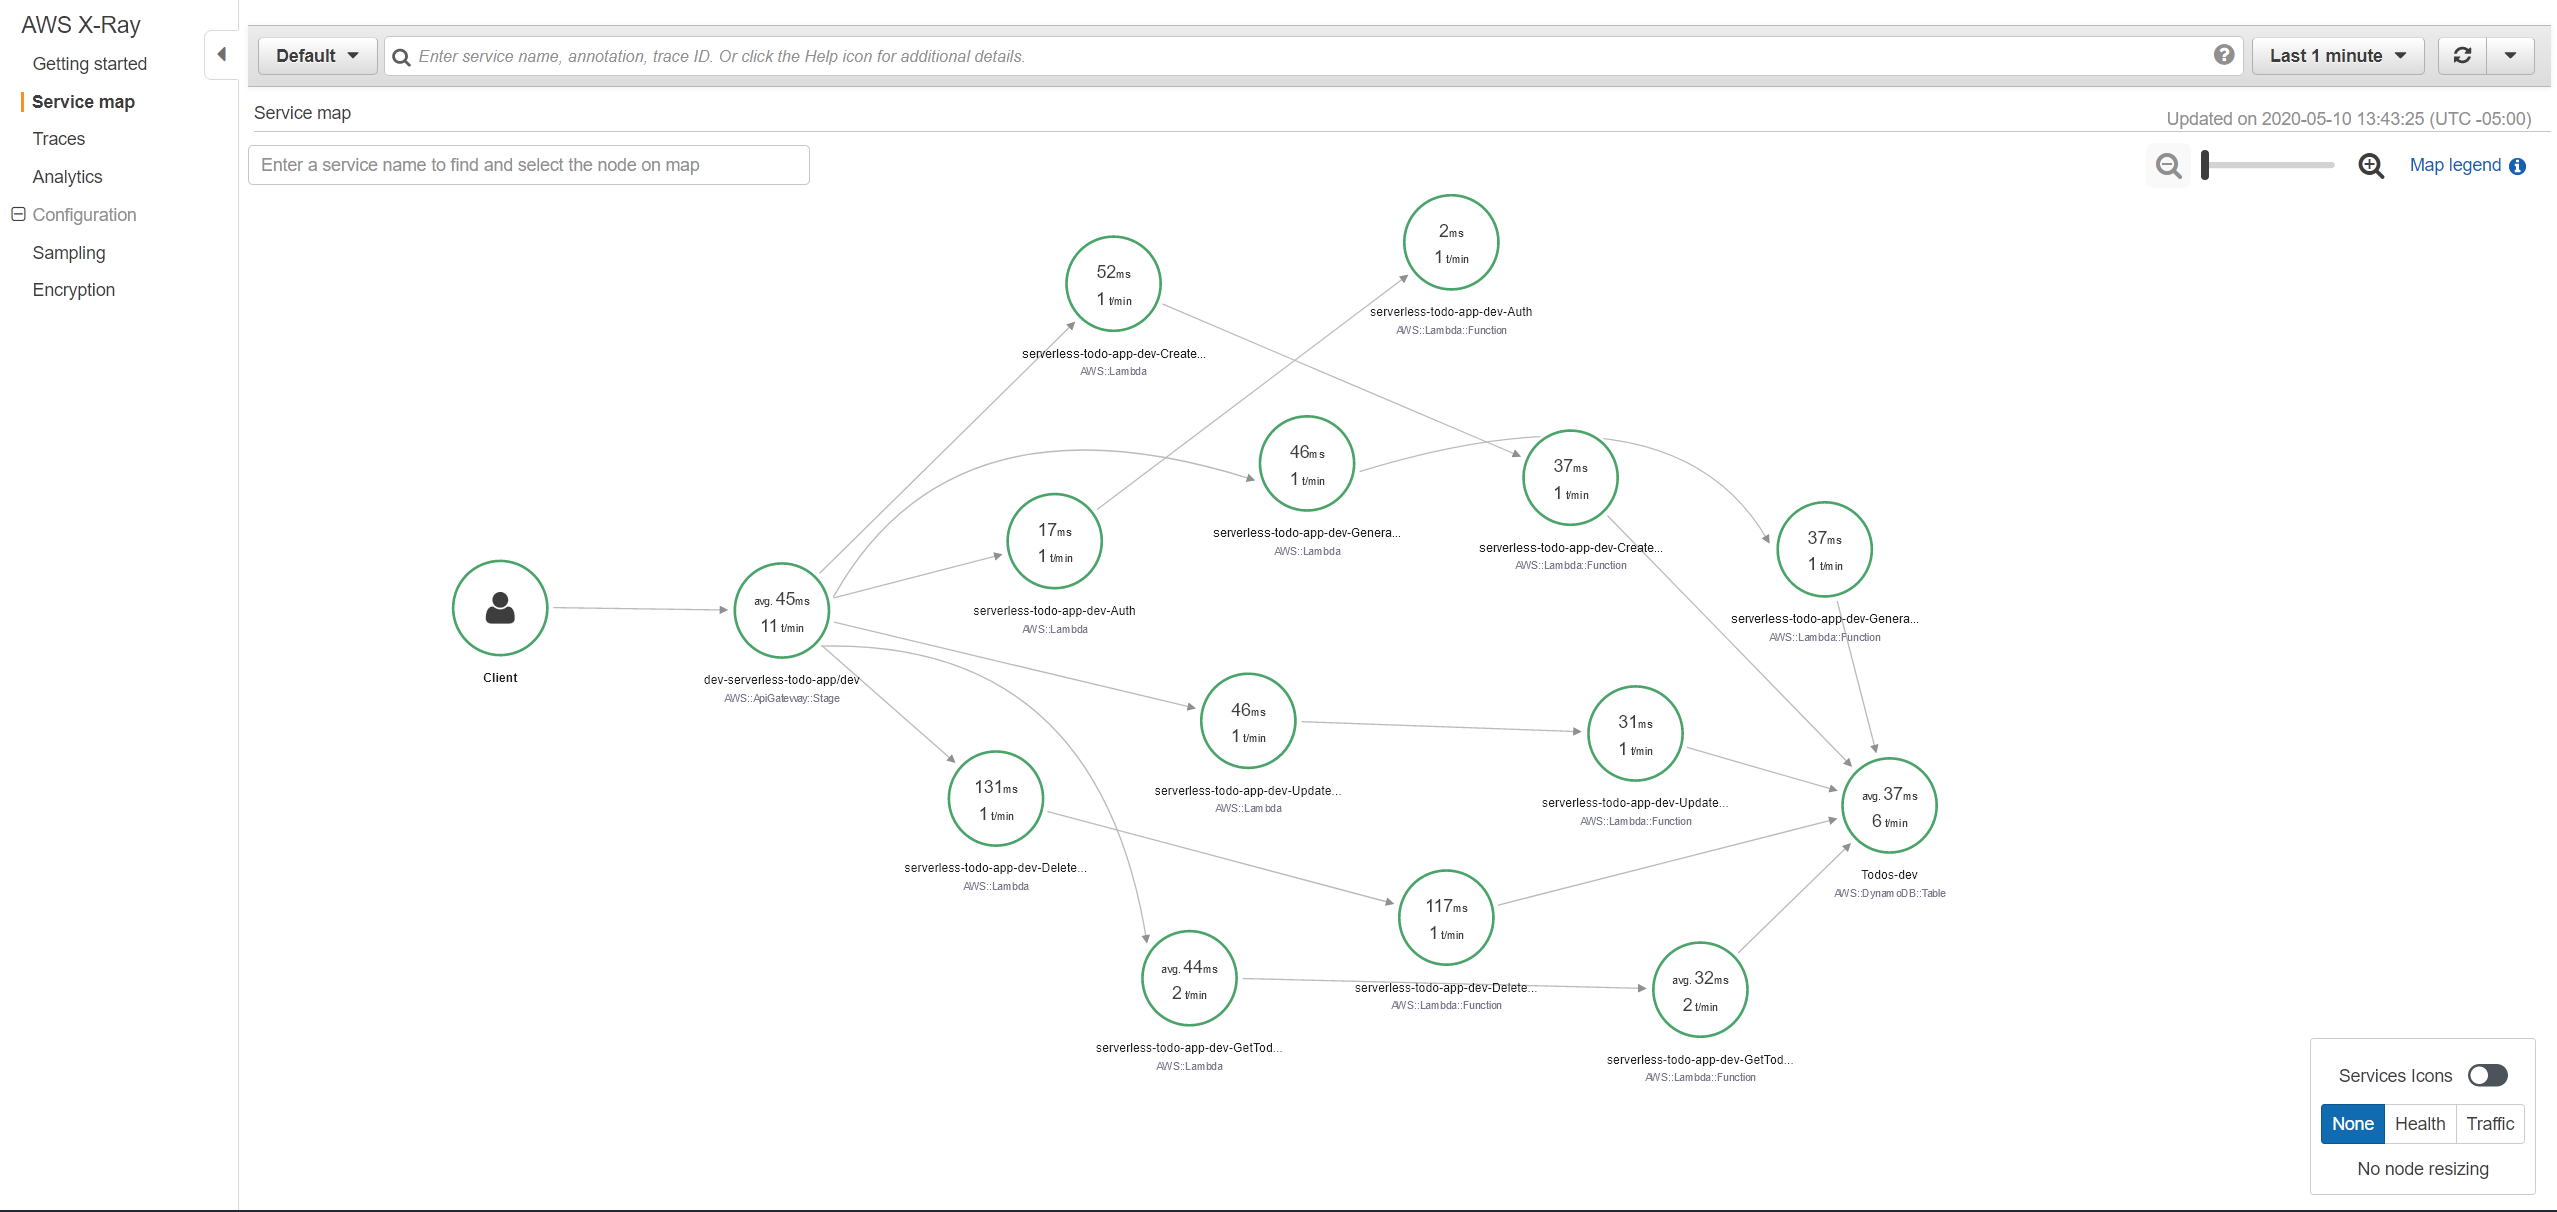 AWS X-Ray
Getting started
Service map
Traces
Analytics
Configuration
Sampling
Encryption
Default
Enter service name, annotation, trace ID. Or click the Help icon for additional details.
Last 1 minute
Service map
Updated on 2020-05-10 13:43:25 (UTC -05:00)
Enter a service name to find and select the node on map
Map legend
2ms
1 t/min
serverless-todo-app-dev-Auth
AWS::Lambda::Function
52ms
1 t/min
serverless-todo-app-dev-Create...
AWS::Lambda
46ms
1 t/min
serverless-todo-app-dev-Genera...
AWS::Lambda
37ms
1 t/min
serverless-todo-app-dev-Create...
AWS::Lambda::Function
17ms
1 t/min
serverless-todo-app-dev-Auth
AWS::Lambda
37ms
1 t/min
serverless-todo-app-dev-Genera...
AWS::Lambda::Function
Client
avg. 45ms
11 t/min
dev-serverless-todo-app/dev
AWS::ApiGateway::Stage
46ms
1 t/min
serverless-todo-app-dev-Update...
AWS::Lambda
31ms
1 t/min
serverless-todo-app-dev-Update...
AWS::Lambda::Function
131ms
1 t/min
serverless-todo-app-dev-Delete...
AWS::Lambda
avg. 37ms
6 t/min
Todos-dev
AWS::DynamoDB::Table
117ms
1 t/min
serverless-todo-app-dev-Delete...
AWS::Lambda::Function
avg. 44ms
2 t/min
serverless-todo-app-dev-GetTod...
AWS::Lambda
avg. 32ms
2 t/min
serverless-todo-app-dev-GetTod...
AWS::Lambda::Function
Services Icons
None Health Traffic
No node resizing